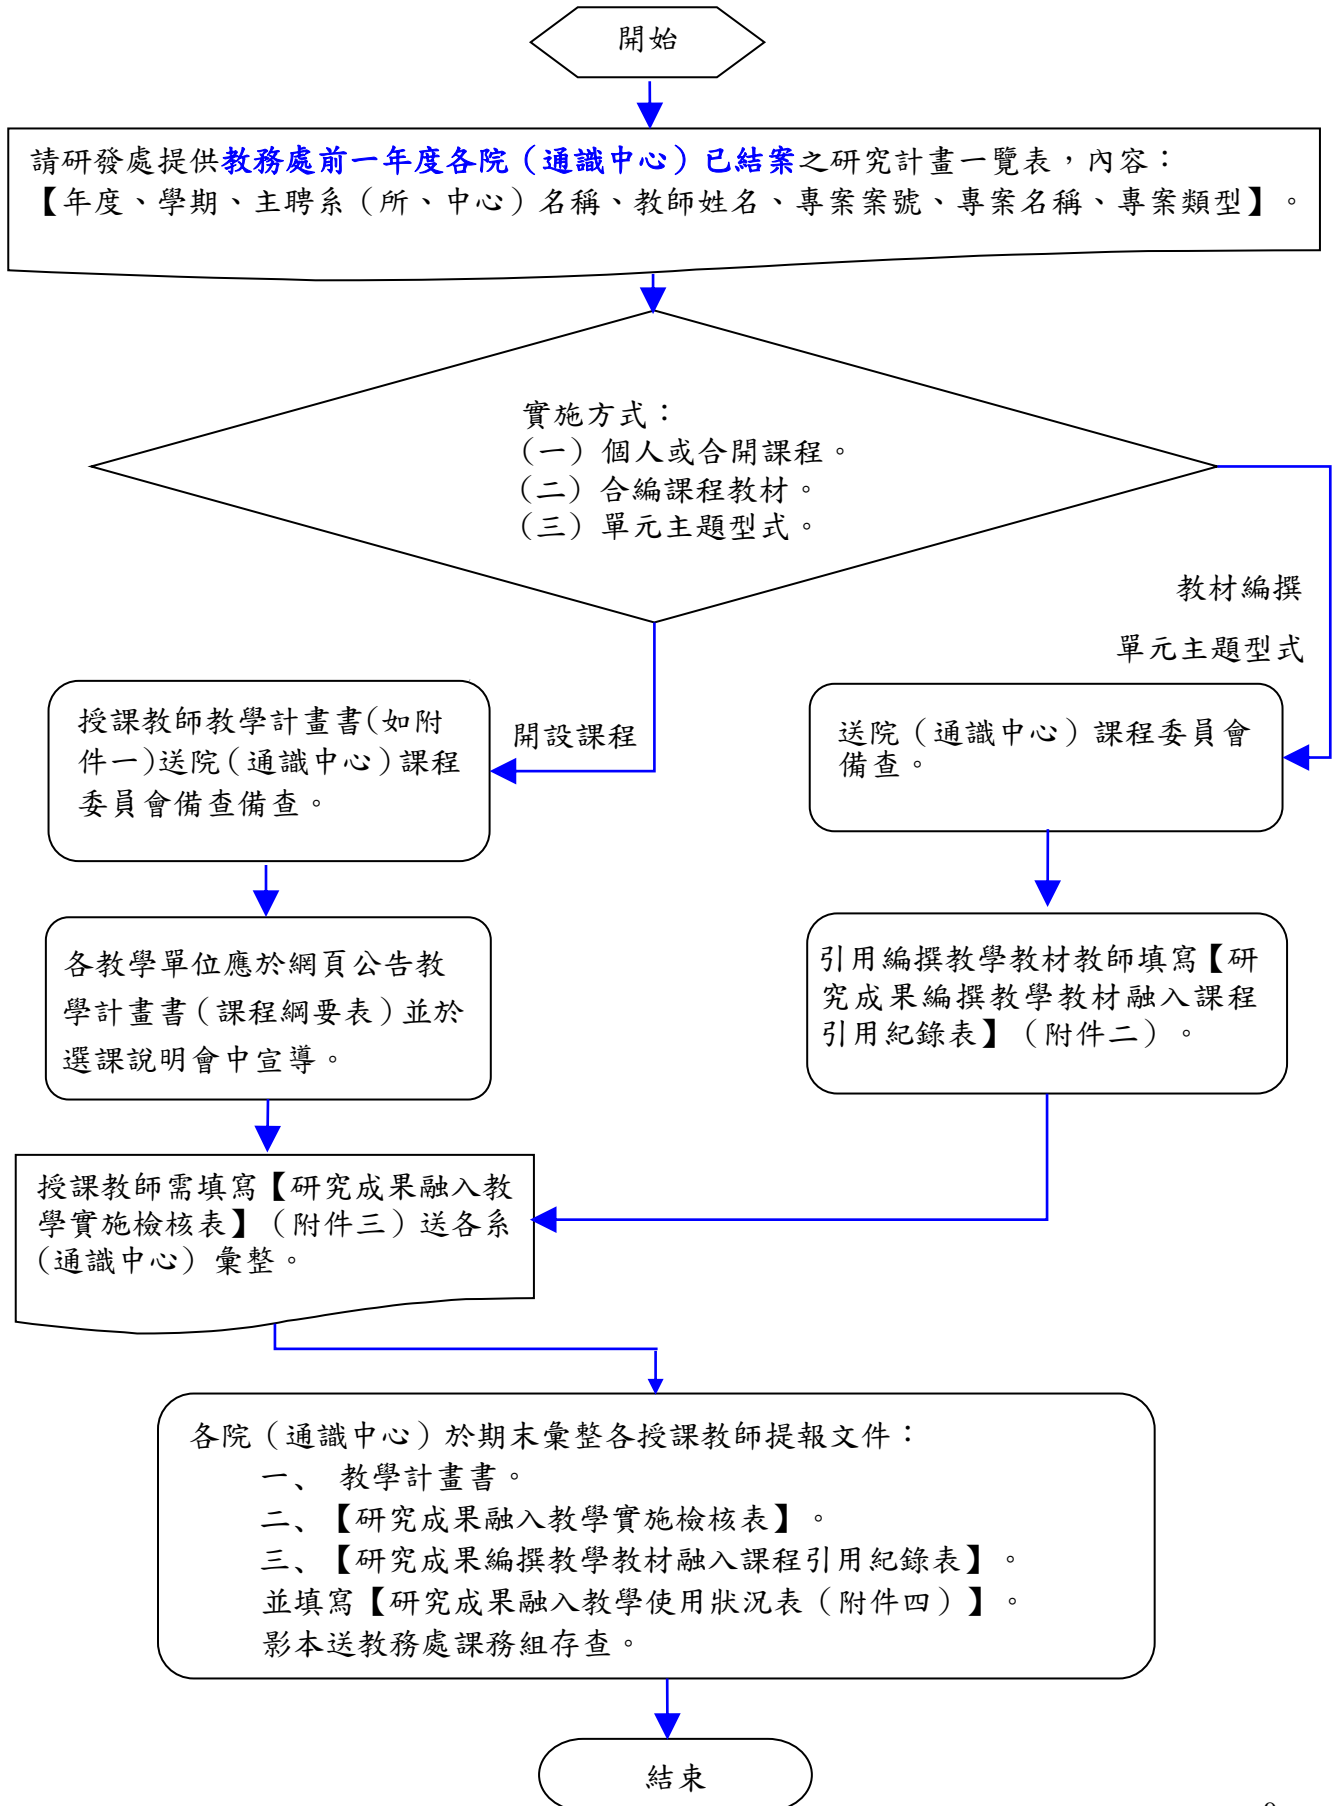 開始
請研發處提供教務處前一年度各院（通識中心）已結案之研究計畫一覽表，內容：
【年度、學期、主聘系（所、中心）名稱、教師姓名、專案案號、專案名稱、專案類型】。
實施方式：
（一）個人或合開課程。
（二）合編課程教材。
（三）單元主題型式。
教材編撰
單元主題型式
開設課程
授課教師教學計畫書(如附
件一)送院（通識中心）課程
委員會備查備查。
送院（通識中心）課程委員會
備查。
各教學單位應於網頁公告教
學計畫書（課程綱要表）並於
選課說明會中宣導。
引用編撰教學教材教師填寫【研
究成果編撰教學教材融入課程
引用紀錄表】（附件二）。
授課教師需填寫【研究成果融入教
學實施檢核表】（附件三）送各系
（通識中心）彙整。
各院（通識中心）於期末彙整各授課教師提報文件：
一、 教學計畫書。
二、【研究成果融入教學實施檢核表】。
三、【研究成果編撰教學教材融入課程引用紀錄表】。
並填寫【研究成果融入教學使用狀況表（附件四）】。
影本送教務處課務組存查。
結束